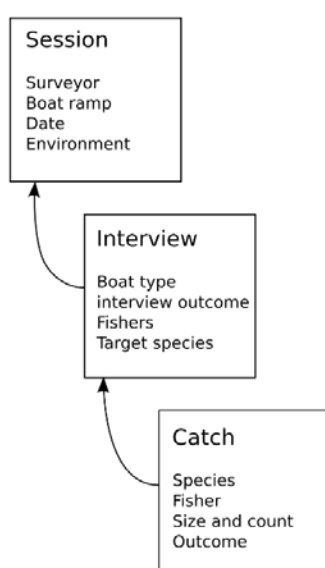 Session
Surveyor
Boat ramp
Date
Environment
Interview
Boat type
interview outcome
Fishers
Target species
Catch
Species
Fisher
Size and count
Outcome